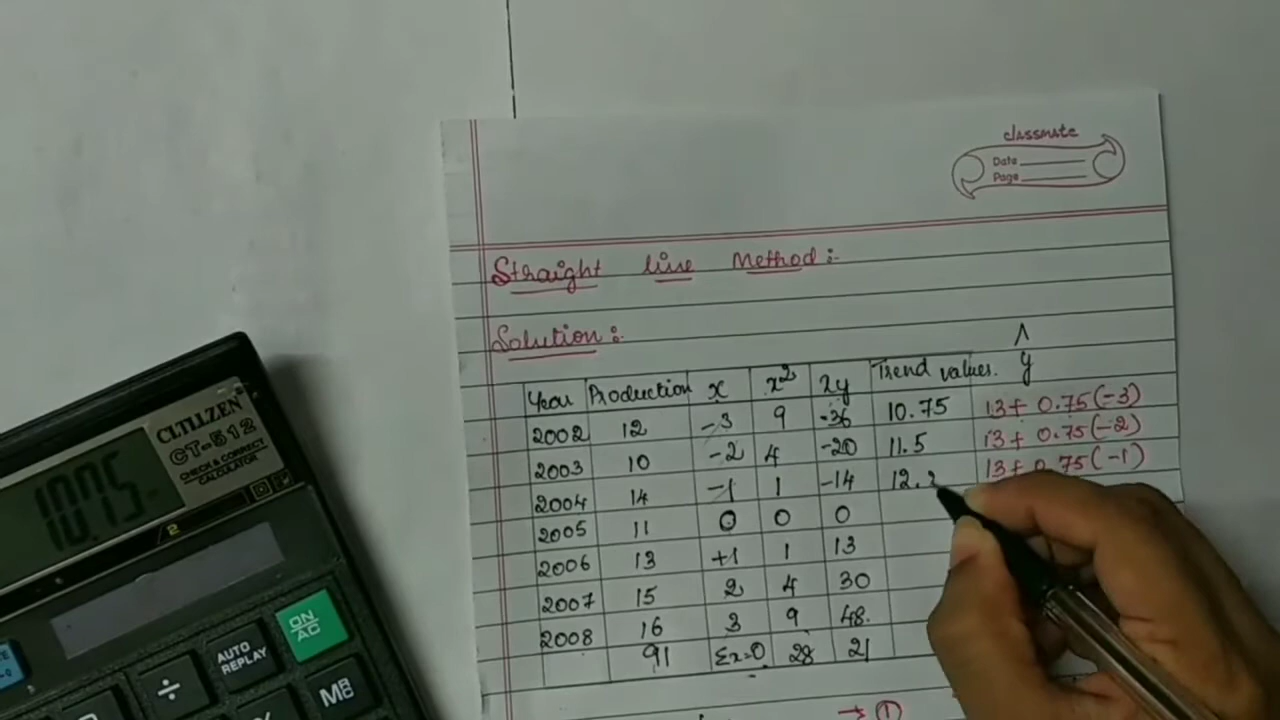 classmate
Date
Page
Straight line Method:-
Solution:-
Year Production x x² xy Trend values. ŷ
2002 12 -3 9 -36 10.75 13+ 0.75(-3)
2003 10 -2 4 -20 11.5 13+ 0.75(-2)
2004 14 -1 1 -14 12.2 13+ 0.75(-1)
2005 11 0 0 0
2006 13 +1 1 13
2007 15 2 4 30
2008 16 3 9 48.
91 Σx=0 28 21
→ ①
CLTLLZEN
CT-512
CHECK & CORRECT
CALCULATOR
10.75
ON/AC
AUTO REPLAY
÷